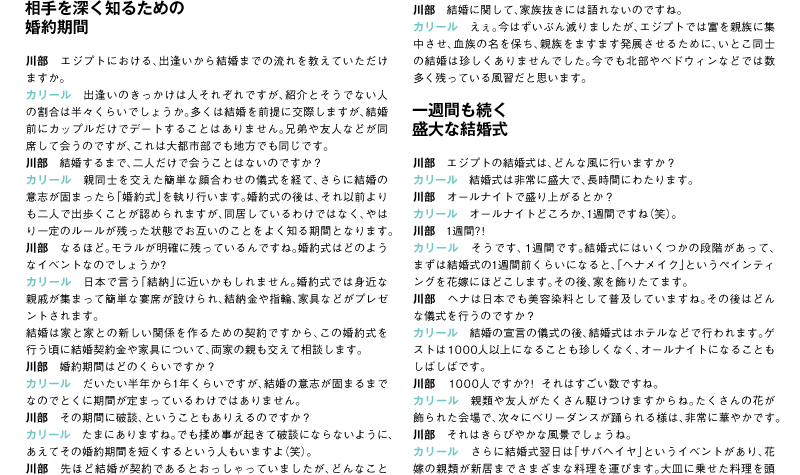 相手を深く知るための
婚約期間
川部　エジプトにおける、出逢いから結婚までの流れを教えていただけ
ますか。
カリール　出逢いのきっかけは人それぞれですが、紹介とそうでない人
の割合は半々くらいでしょうか。多くは結婚を前提に交際しますが、結婚
前にカップルだけでデートすることはありません。兄弟や友人などが同
席して会うのですが、これは大都市部でも地方でも同じです。
川部　結婚するまで、二人だけで会うことはないのですか？
カリール　親同士を交えた簡単な顔合わせの儀式を経て、さらに結婚の
意志が固まったら「婚約式」を執り行います。婚約式の後は、それ以前より
も二人で出歩くことが認められますが、同居しているわけではなく、やは
り一定のルールが残った状態でお互いのことをよく知る期間となります。
川部　なるほど。モラルが明確に残っているんですね。婚約式はどのよう
なイベントなのでしょうか？
カリール　日本で言う「結納」に近いかもしれません。婚約式では身近な
親戚が集まって簡単な宴席が設けられ、結納金や指輪、家具などがプレゼ
ントされます。
結婚は家と家との新しい関係を作るための契約ですから、この婚約式を
行う頃に結婚契約金や家具について、両家の親も交えて相談します。
川部　婚約期間はどのくらいですか？
カリール　だいたい半年から1年くらいですが、結婚の意志が固まるまで
なのでとくに期間が定まっているわけではありません。
川部　その期間に破談、ということもありえるのですか？
カリール　たまにありますね。でも揉め事が起きて破談にならないように、
あえてその婚約期間を短くするという人もいますよ（笑）。
川部　先ほど結婚が契約であるとおっしゃっていましたが、どんなこと
川部　結婚に関して、家族抜きには語れないのですね。
カリール　えぇ。今はずいぶん減りましたが、エジプトでは富を親族に集
中させ、血族の名を保ち、親族をますます発展させるために、いとこ同士
の結婚は珍しくありませんでした。今でも北部やベドウィンなどでは数
多く残っている風習だと思います。
一週間も続く
盛大な結婚式
川部　エジプトの結婚式は、どんな風に行いますか？
カリール　結婚式は非常に盛大で、長時間にわたります。
川部　オールナイトで盛り上がるとか？
カリール　オールナイトどころか、1週間ですね（笑）。
川部　1週間?!
カリール　そうです、1週間です。結婚式にはいくつかの段階があって、
まずは結婚式の1週間前くらいになると、「ヘナメイク」というペインティ
ングを花嫁にほどこします。その後、家を飾りたてます。
川部　ヘナは日本でも美容染料として普及していますね。その後はどん
な儀式を行うのですか？
カリール　結婚の宣言の儀式の後、結婚式はホテルなどで行われます。ゲ
ストは1000人以上になることも珍しくなく、オールナイトになることも
しばしばです。
川部　1000人ですか?!　それはすごい数ですね。
カリール　親類や友人がたくさん駆けつけますからね。たくさんの花が
飾られた会場で、次々にベリーダンスが踊られる様は、非常に華やかです。
川部　それはきらびやかな風景でしょうね。
カリール　さらに結婚式翌日は「サバヘイヤ」というイベントがあり、花
嫁の親類が新居までさまざまな料理を運びます。大皿に乗せた料理を頭